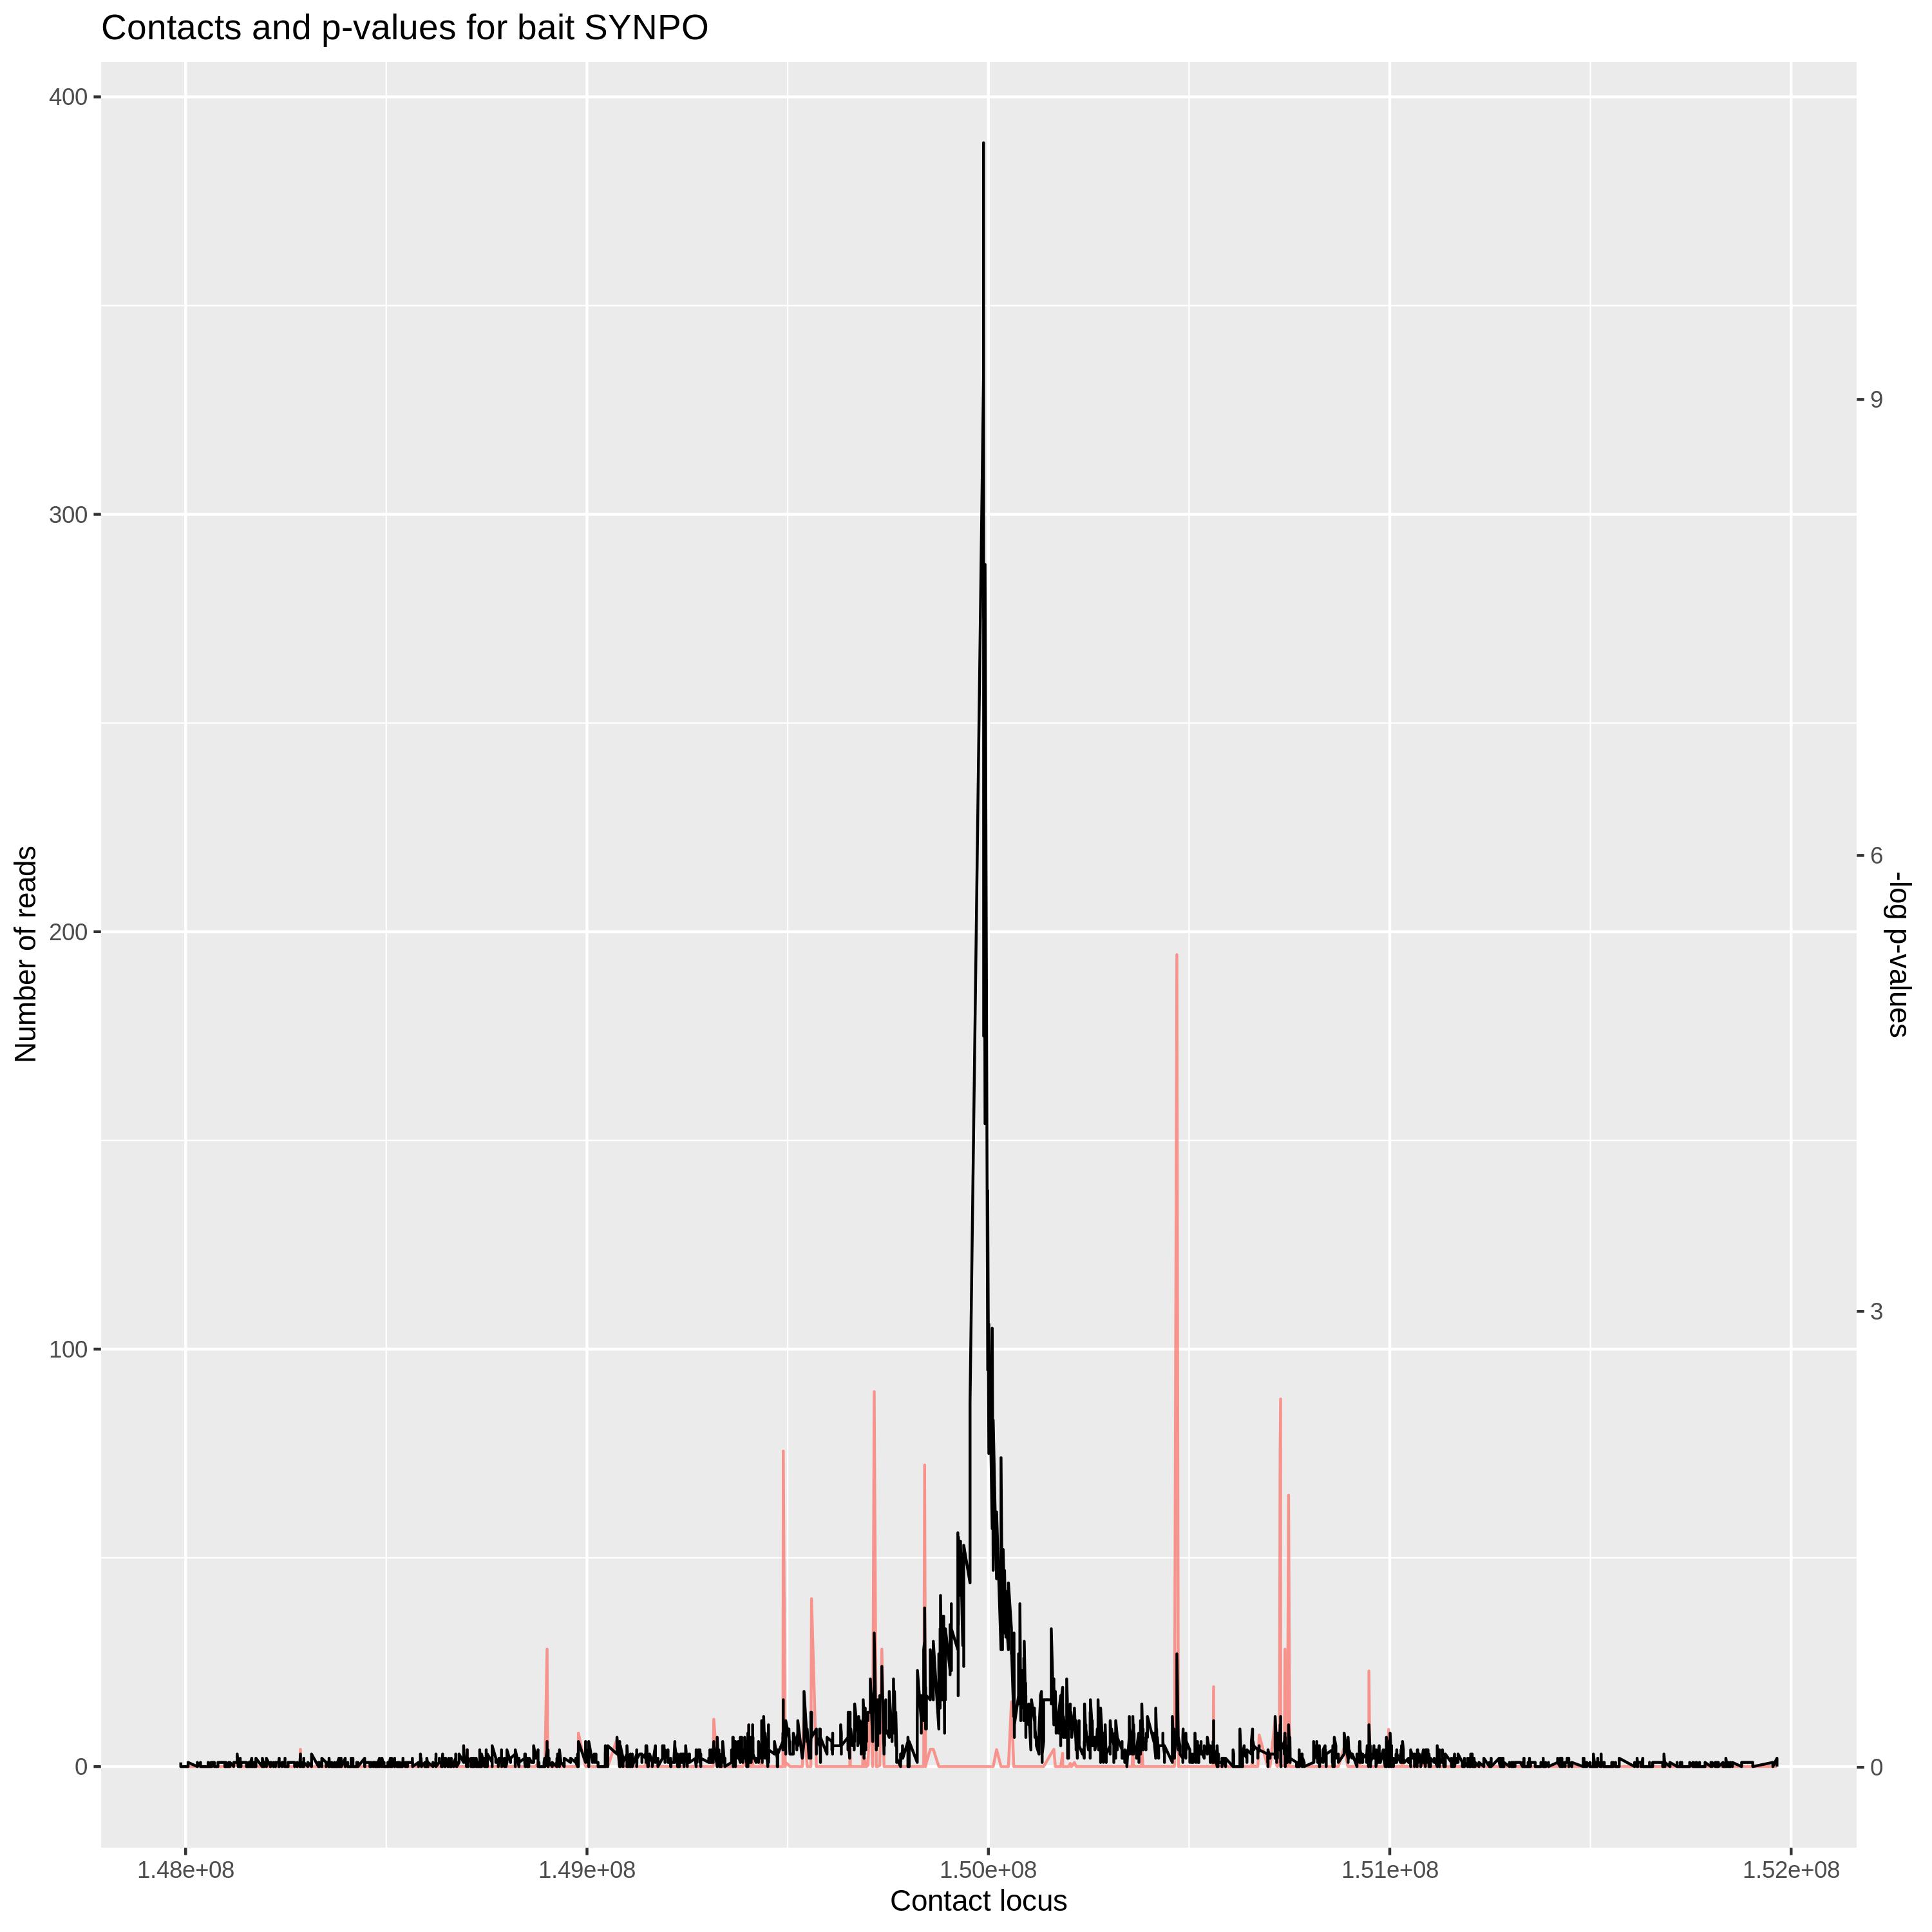 Contacts and p-values for bait SYNPO
400
300
200
100
0
Number of reads
9
6
3
0
-log p-values
1.48e+08
1.49e+08
1.50e+08
1.51e+08
1.52e+08
Contact locus